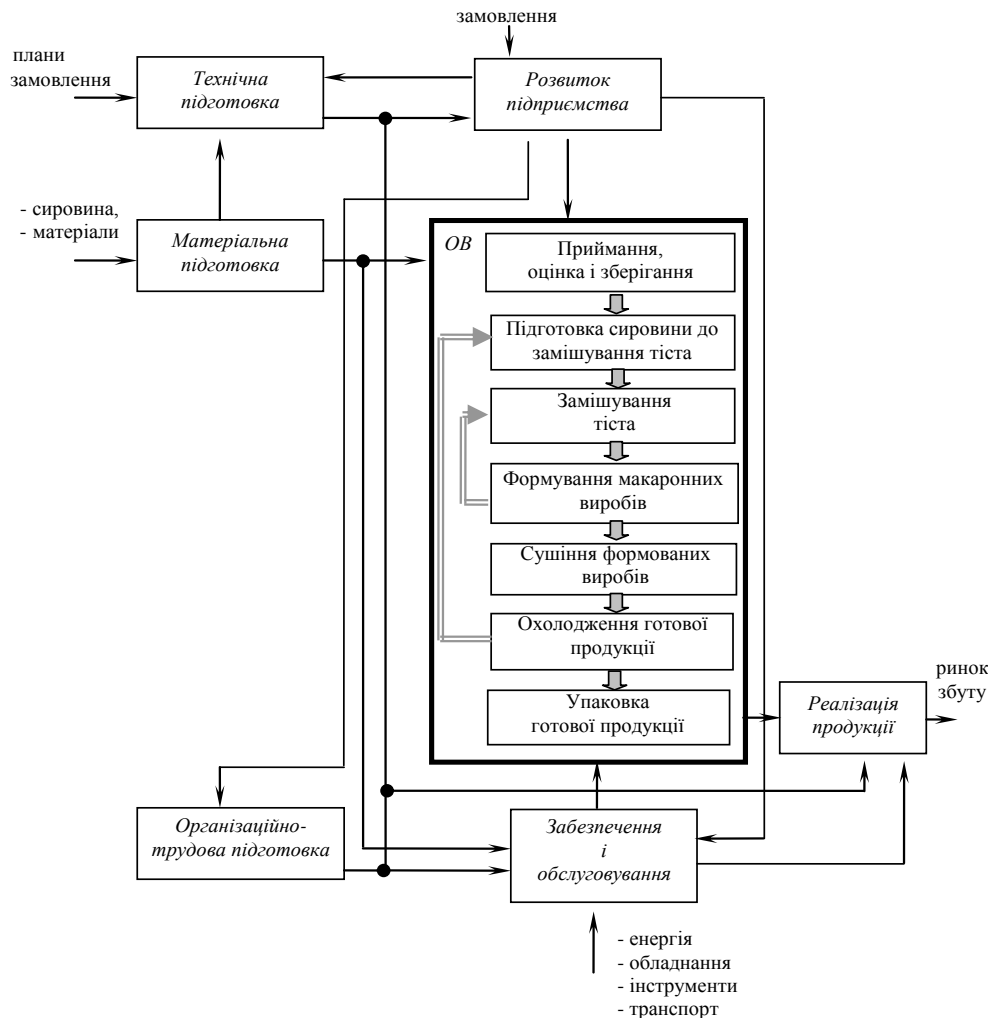 замовлення
плани
замовлення
Технічна
підготовка
Розвиток
підприємства
- сировина,
- матеріали
Матеріальна
підготовка
ОВ
Приймання,
оцінка і зберігання
Підготовка сировини до
замішування тіста
Замішування
тіста
Формування макаронних
виробів
Сушіння формованих
виробів
Охолодження готової
продукції
Упаковка
готової продукції
Реалізація
продукції
ринок
збуту
Організаційно-
трудова підготовка
Забезпечення
і
обслуговування
- енергія
- обладнання
- інструменти
- транспорт